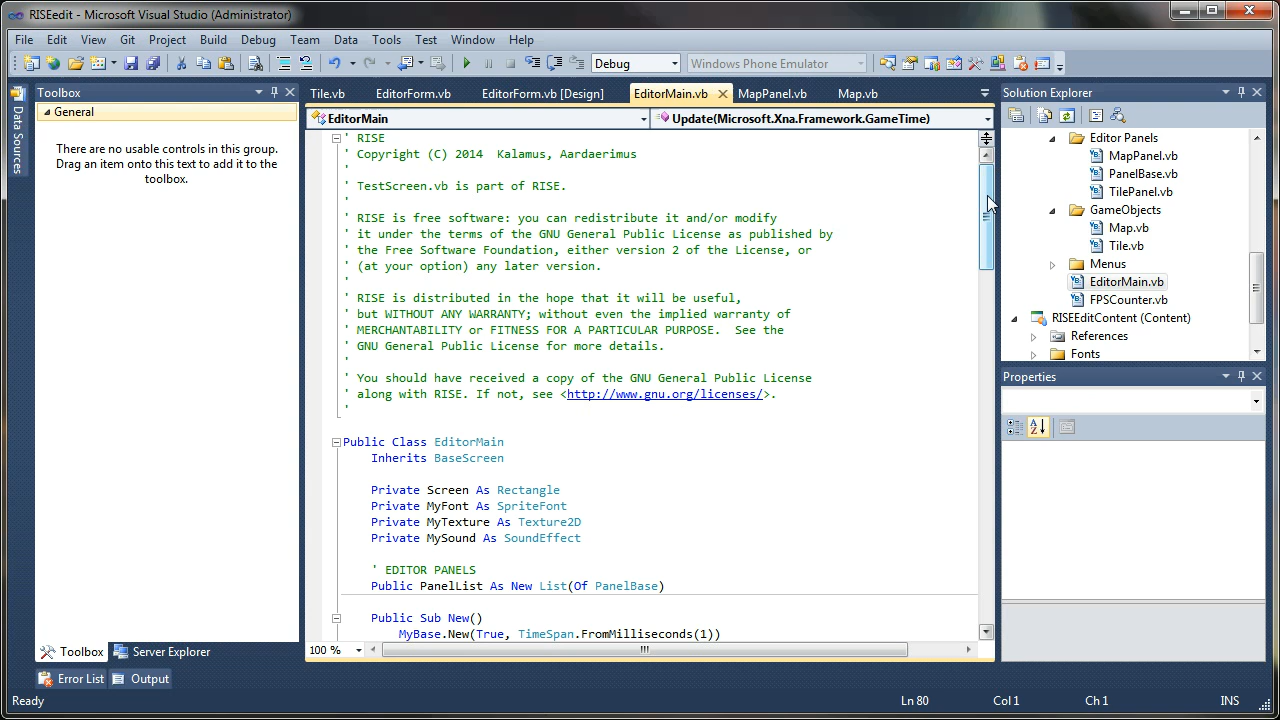 RISEedit - Microsoft Visual Studio (Administrator)
File Edit View Git Project Build Debug Team Data Tools Test Window Help
Debug Windows Phone Emulator
Data Sources
Toolbox
General
There are no usable controls in this group.
Drag an item onto this text to add it to the
toolbox.
Tile.vb EditorForm.vb EditorForm.vb [Design] EditorMain.vb MapPanel.vb Map.vb
EditorMain Update(Microsoft.Xna.Framework.GameTime)
' RISE
' Copyright (C) 2014  Kalamus, Aardaerimus
'
' TestScreen.vb is part of RISE.
'
' RISE is free software: you can redistribute it and/or modify
' it under the terms of the GNU General Public License as published by
' the Free Software Foundation, either version 2 of the License, or
' (at your option) any later version.
'
' RISE is distributed in the hope that it will be useful,
' but WITHOUT ANY WARRANTY; without even the implied warranty of
' MERCHANTABILITY or FITNESS FOR A PARTICULAR PURPOSE.  See the
' GNU General Public License for more details.
'
' You should have received a copy of the GNU General Public License
' along with RISE. If not, see <http://www.gnu.org/licenses/>.
'
Public Class EditorMain
Inherits BaseScreen
Private Screen As Rectangle
Private MyFont As SpriteFont
Private MyTexture As Texture2D
Private MySound As SoundEffect
' EDITOR PANELS
Public PanelList As New List(Of PanelBase)
Public Sub New()
MyBase.New(True, TimeSpan.FromMilliseconds(1))
100 %
Solution Explorer
Editor Panels
MapPanel.vb
PanelBase.vb
TilePanel.vb
GameObjects
Map.vb
Tile.vb
Menus
EditorMain.vb
FPSCounter.vb
RISEEditContent (Content)
References
Fonts
Properties
Toolbox Server Explorer
Error List Output
Ready Ln 80 Col 1 Ch 1 INS